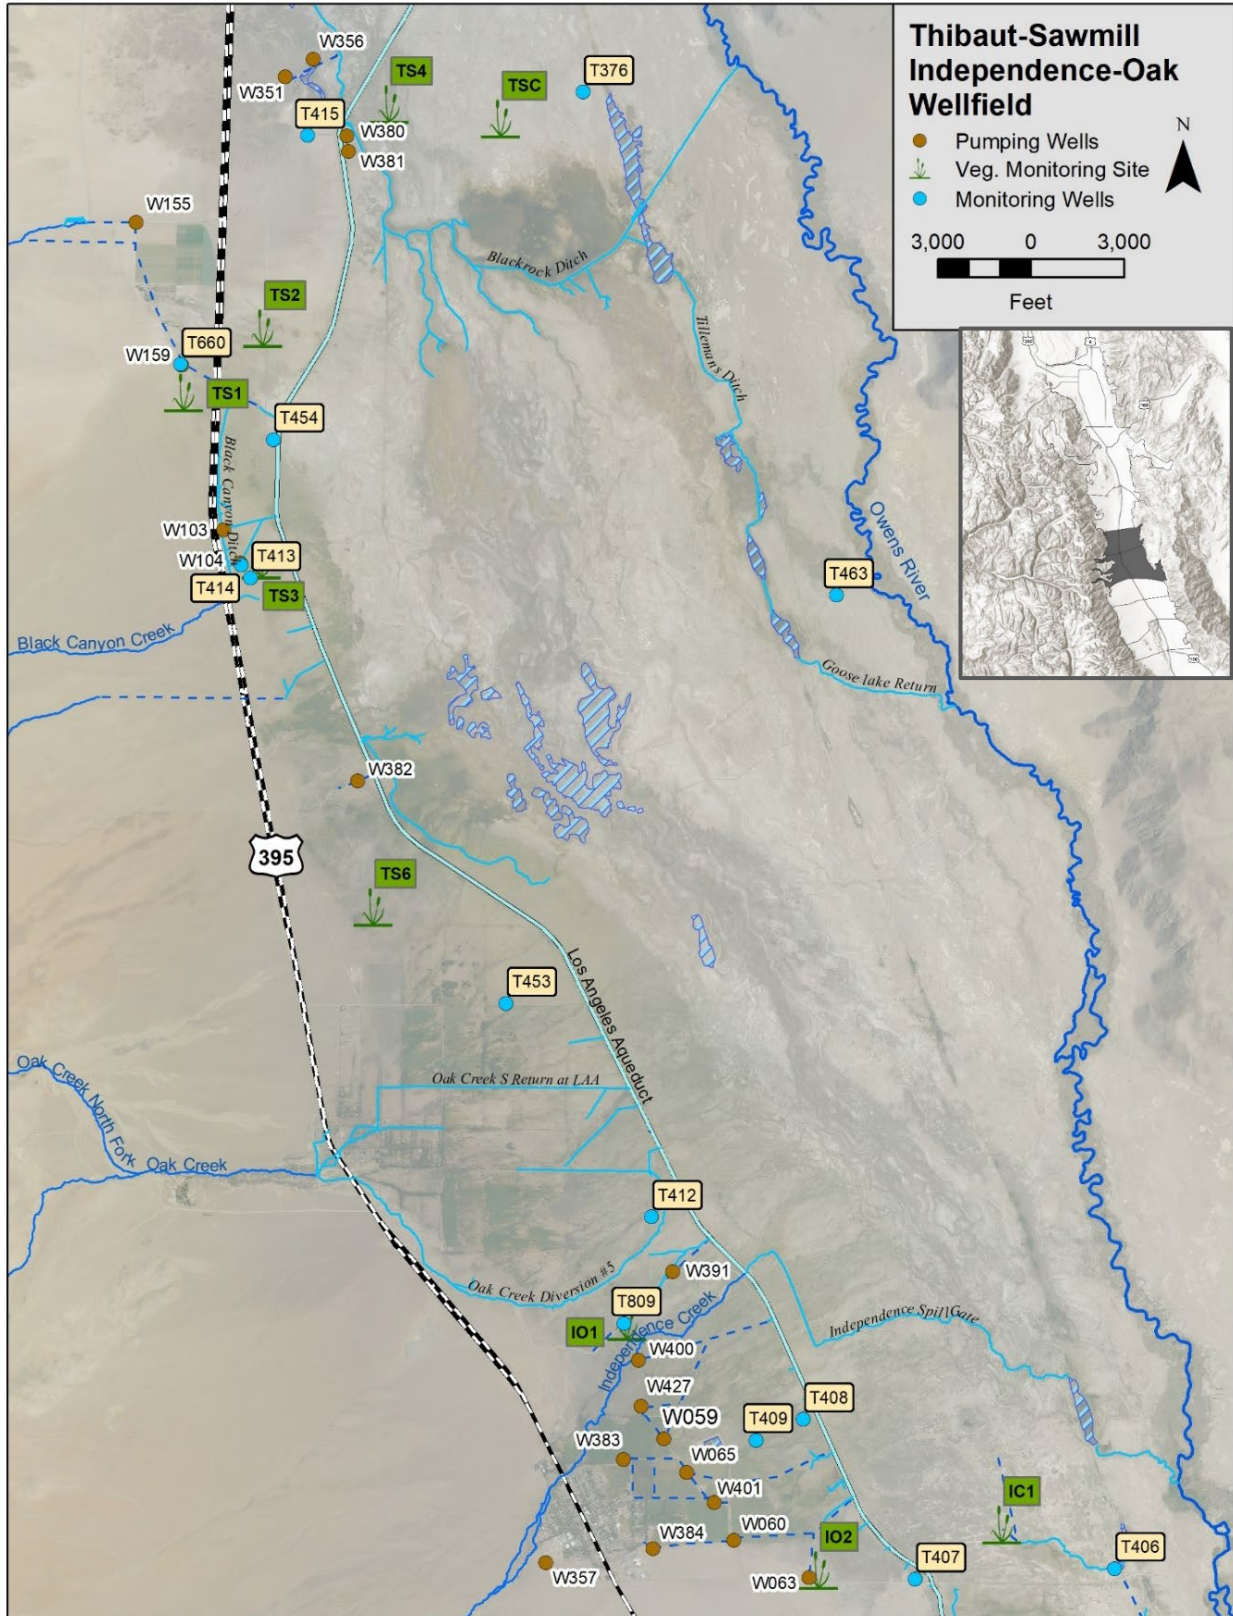 Thibaut-Sawmill
Independence-Oak
Wellfield
N
Pumping Wells
Veg. Monitoring Site
Monitoring Wells
3,000 0 3,000
Feet
W356
W351
TS4
TSC
T376
T415
W380
W381
W155
Blackrock Ditch
TS2
T660
W159
Tillemans Ditch
TS1
T454
Black Canyon Ditch
W103
W104
T413
T414
TS3
Owens River
T463
Black Canyon Creek
Goose lake Return
W382
395
TS6
T453
Los Angeles Aqueduct
Oak Creek S Return at LAA
Oak Creek North Fork
Oak Creek
T412
W391
Oak Creek Diversion #5
T809
IO1
Independence Creek
Independence SpillGate
W400
W427
T408
W059
T409
W383
W065
W401
IC1
W384
W060
IO2
T407
T406
W357
W063